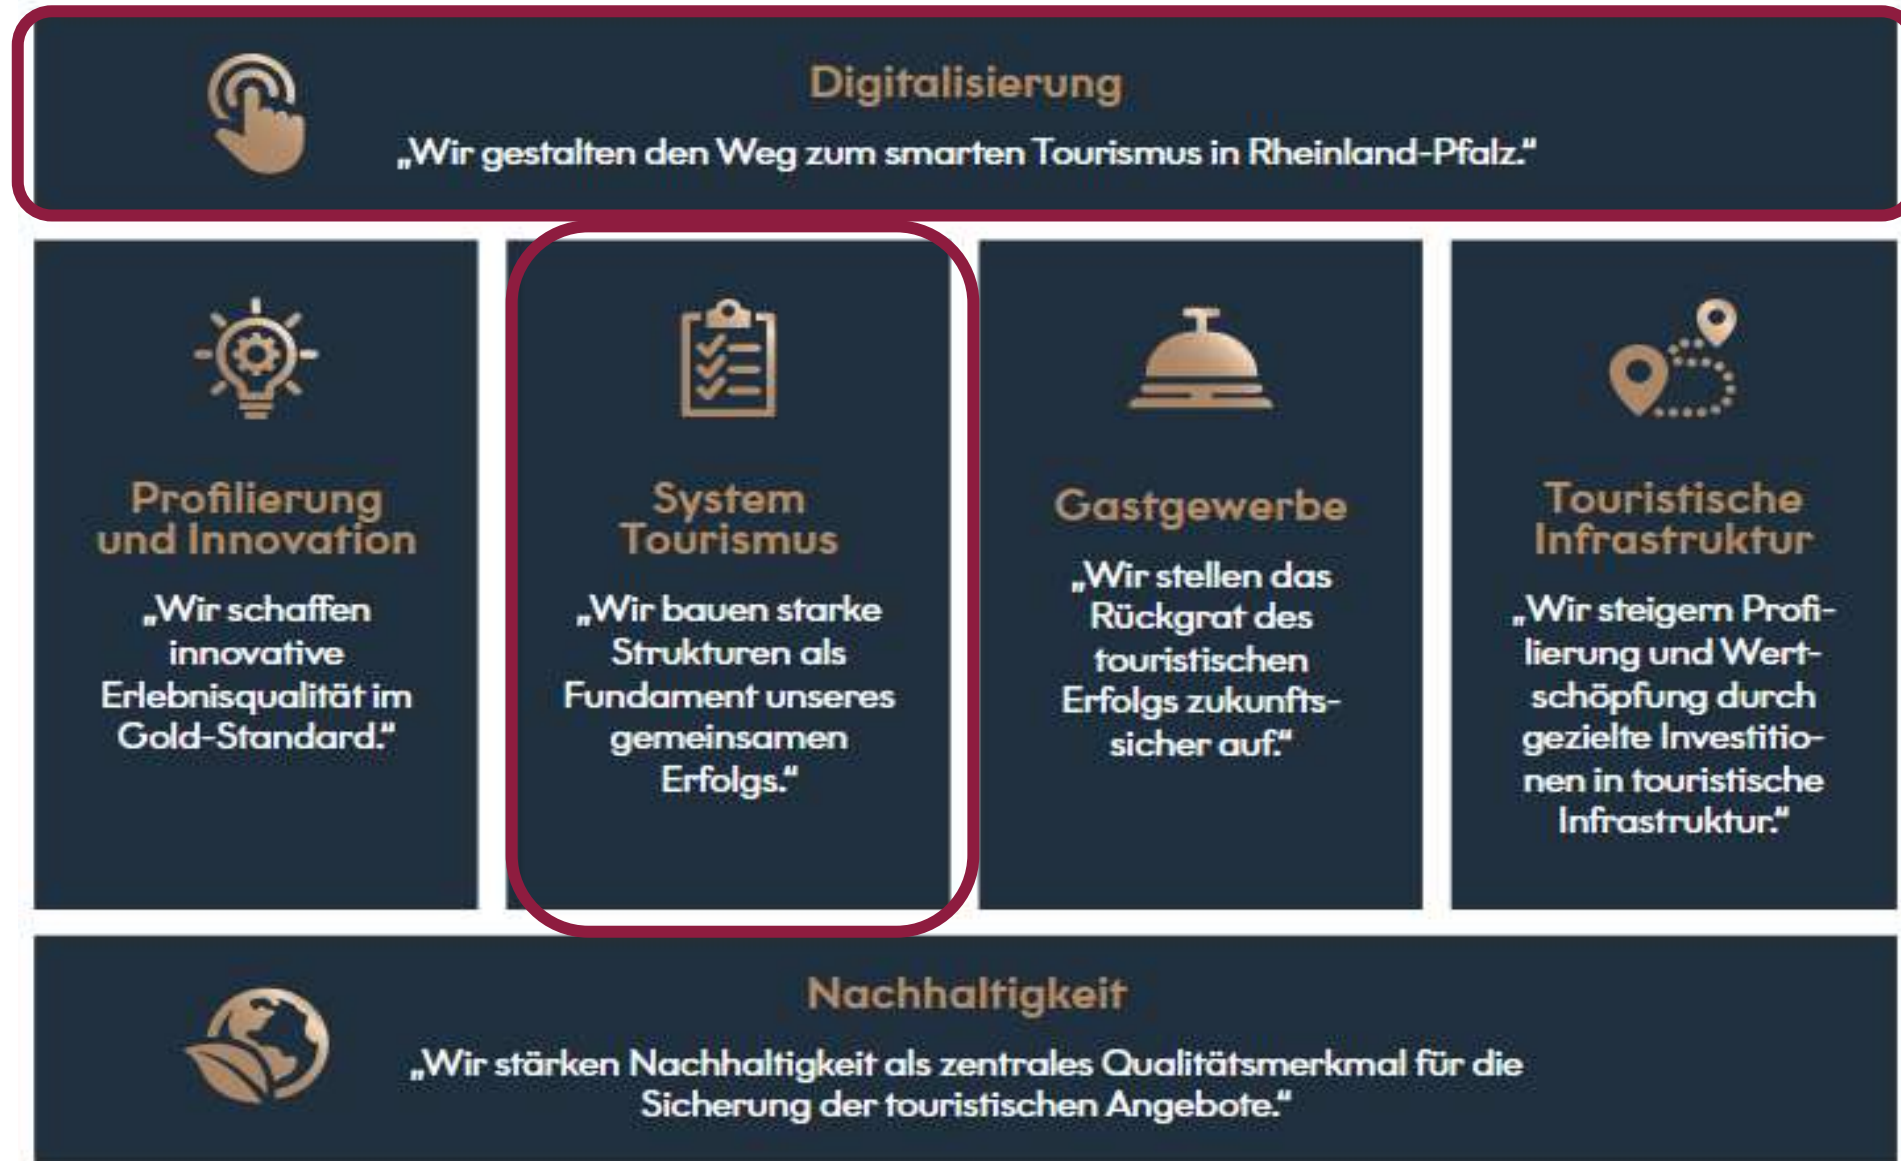 Digitalisierung
„Wir gestalten den Weg zum smarten Tourismus in Rheinland-Pfalz.“
Profilierung
und Innovation
„Wir schaffen
innovative
Erlebnisqualität im
Gold-Standard.“
System
Tourismus
„Wir bauen starke
Strukturen als
Fundament unseres
gemeinsamen
Erfolgs.“
Gastgewerbe
„Wir stellen das
Rückgrat des
touristischen
Erfolgs zukunfts-
sicher auf.“
Touristische
Infrastruktur
„Wir steigern Profi-
lierung und Wert-
schöpfung durch
gezielte Investitio-
nen in touristische
Infrastruktur.“
Nachhaltigkeit
„Wir stärken Nachhaltigkeit als zentrales Qualitätsmerkmal für die
Sicherung der touristischen Angebote.“